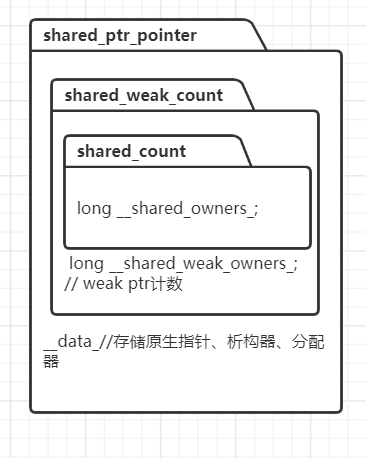 shared_ptr_pointer
shared_weak_count
shared_count
long __shared_owners_;
long __shared_weak_owners_;
// weak ptr计数
__data_//存储原生指针、析构器、分配
器